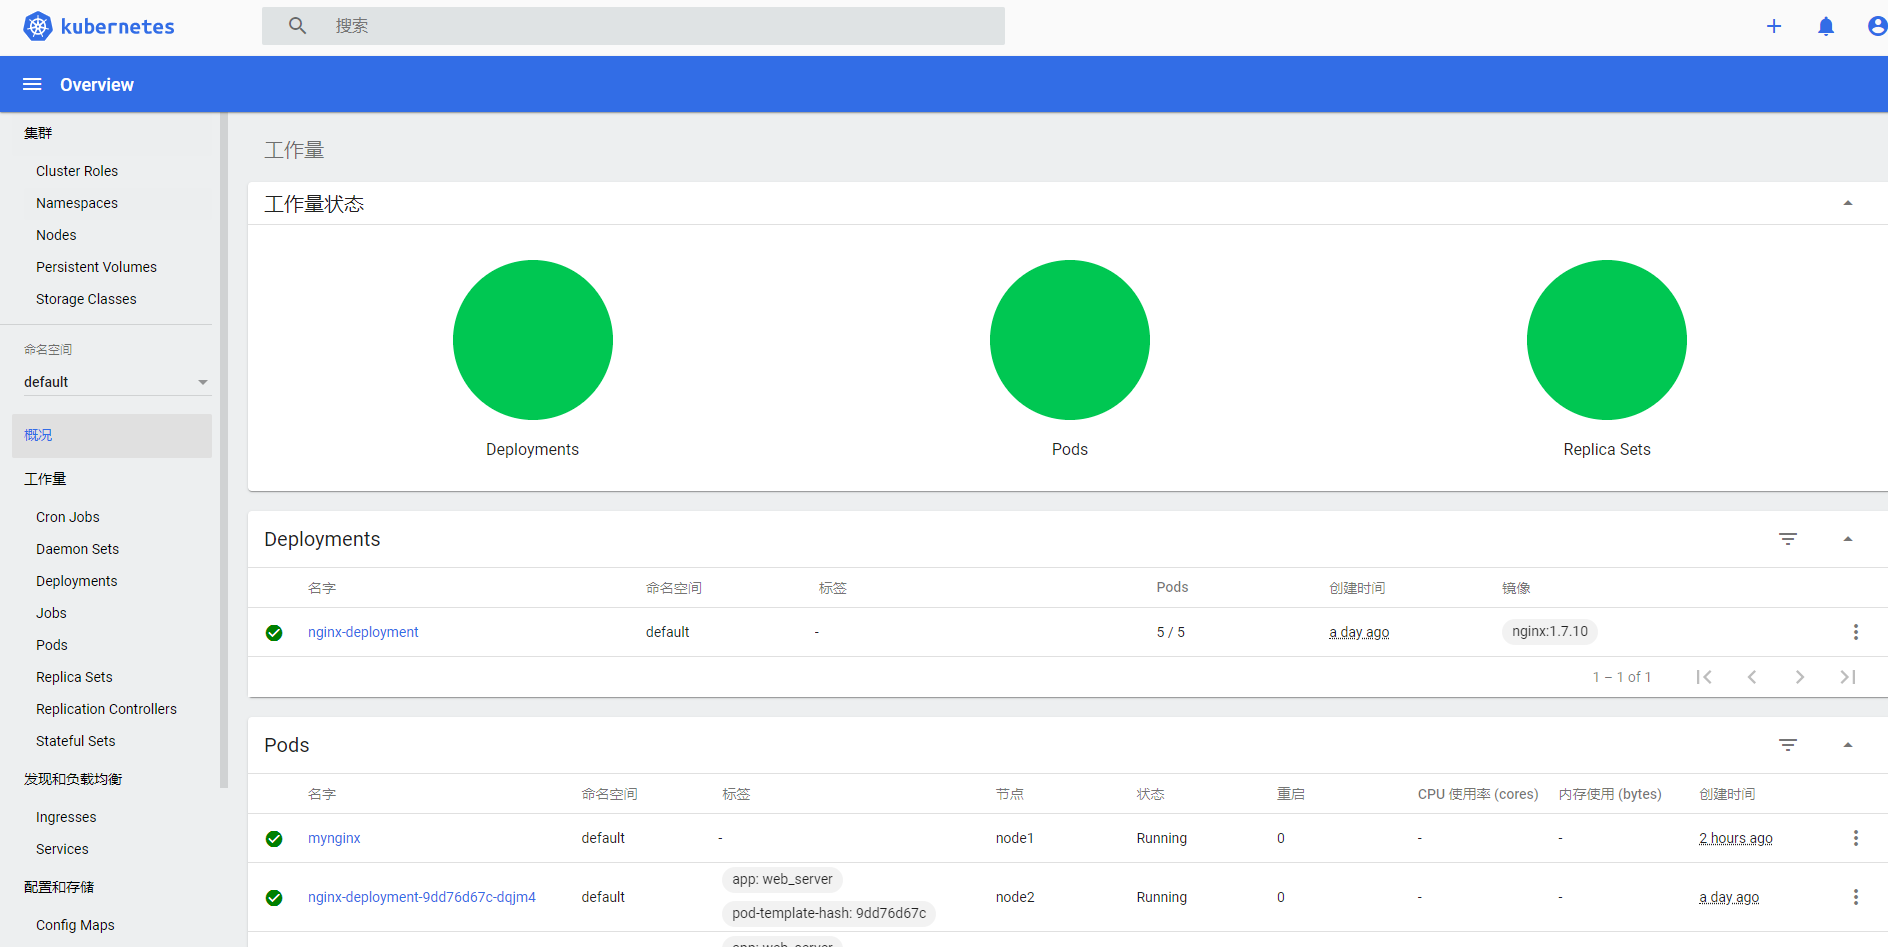 kubernetes
搜索
Overview
集群
Cluster Roles
Namespaces
Nodes
Persistent Volumes
Storage Classes
命名空间
default
概况
工作量
Cron Jobs
Daemon Sets
Deployments
Jobs
Pods
Replica Sets
Replication Controllers
Stateful Sets
发现和负载均衡
Ingresses
Services
配置和存储
Config Maps
工作量
工作量状态
Deployments Pods Replica Sets
Deployments
名字 命名空间 标签 Pods 创建时间 镜像
nginx-deployment default - 5 / 5 a day ago nginx:1.7.10
1 – 1 of 1
Pods
名字 命名空间 标签 节点 状态 重启 CPU 使用率 (cores) 内存使用 (bytes) 创建时间
mynginx default - node1 Running 0 - - 2 hours ago
app: web_server
nginx-deployment-9dd76d67c-dqjm4 default node2 Running 0 - - a day ago
pod-template-hash: 9dd76d67c
app: web_server